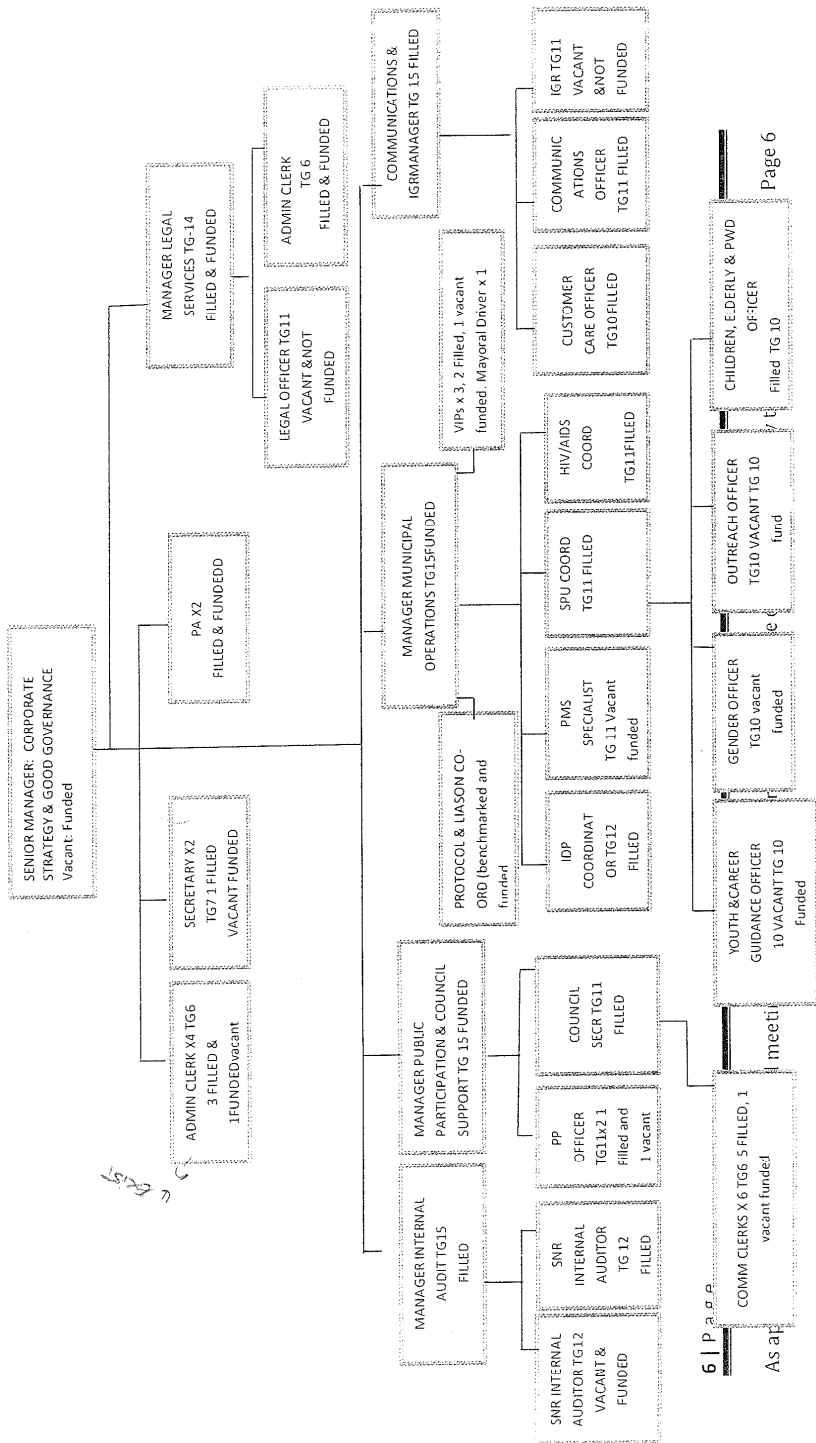 SENIOR MANAGER: CORPORATE
STRATEGY & GOOD GOVERNANCE
Vacant: Funded
MANAGER LEGAL
SERVICES TG-14
FILLED & FUNDED
LEGAL OFFICER TG11
VACANT &NOT
FUNDED
ADMIN CLERK
TG 6
FILLED & FUNDED
ADMIN CLERK X4 TG6
3 FILLED &
1FUNDEDvacant
SECRETARY X2
TG7 1 FILLED
VACANT FUNDED
PA X2
FILLED & FUNDEDD
MANAGER INTERNAL
AUDIT TG15
FILLED
MANAGER PUBLIC
PARTICIPATION & COUNCIL
SUPPORT TG 15 FUNDED
MANAGER MUNICIPAL
OPERATIONS TG15FUNDED
COMMUNICATIONS &
IGRMANAGER TG 15 FILLED
PROTOCOL & LIASON CO-
ORD (benchmarked and
funded
VIPs x 3, 2 Filled, 1 vacant
funded. Mayoral Driver x 1
SNR INTERNAL
AUDITOR TG12
VACANT &
FUNDED
SNR
INTERNAL
AUDITOR
TG 12
FILLED
PP
OFFICER
TG11x2 1
Filled and
1 vacant
COUNCIL
SECR TG11
FILLED
IDP
COORDINAT
OR TG12
FILLED
PMS
SPECIALIST
TG 11 Vacant
funded
SPU COORD
TG11 FILLED
HIV/AIDS
COORD
TG11FILLED
CUSTOMER
CARE OFFICER
TG10 FILLED
COMMUNIC
ATIONS
OFFICER
TG11 FILLED
IGR TG11
VACANT
&NOT
FUNDED
COMM CLERKS X 6 TG6 5 FILLED, 1
vacant funded
YOUTH &CAREER
GUIDANCE OFFICER
10 VACANT TG 10
Funded
GENDER OFFICER
TG10 vacant
funded
OUTREACH OFFICER
TG10 VACANT TG 10
fund
CHILDREN, ELDERLY & PWD
OFFICER
Filled TG 10
6 | Page
Page 6
As ap
meeti